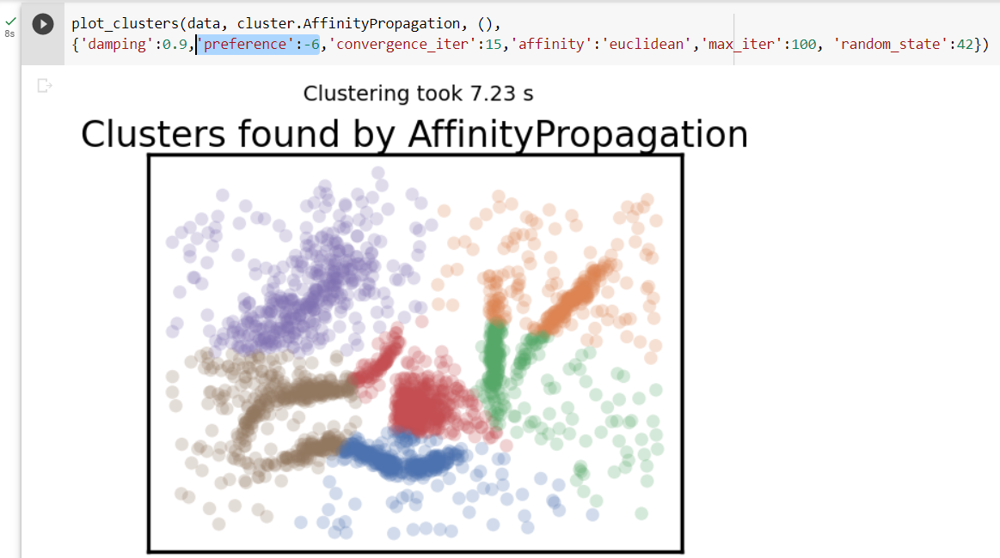 plot_clusters(data, cluster.AffinityPropagation, (),
{'damping':0.9,'preference':-6,'convergence_iter':15,'affinity':'euclidean','max_iter':100, 'random_state':42})
8s
Clustering took 7.23 s
Clusters found by AffinityPropagation